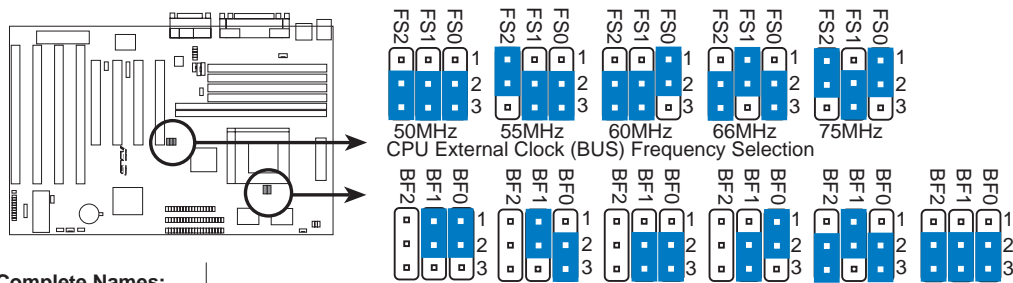 FS2 FS1 FS0 FS2 FS1 FS0 FS2 FS1 FS0 FS2 FS1 FS0 FS2 FS1 FS0
1 1 1 1 1
2 2 2 2 2
3 3 3 3 3
50MHz 55MHz 60MHz 66MHz 75MHz
CPU External Clock (BUS) Frequency Selection
BF2 BF1 BF0 BF2 BF1 BF0 BF2 BF1 BF0 BF2 BF1 BF0 BF2 BF1 BF0 BF2 BF1 BF0
1 1 1 1 1 1
2 2 2 2 2 2
3 3 3 3 3 3
Complete Names: